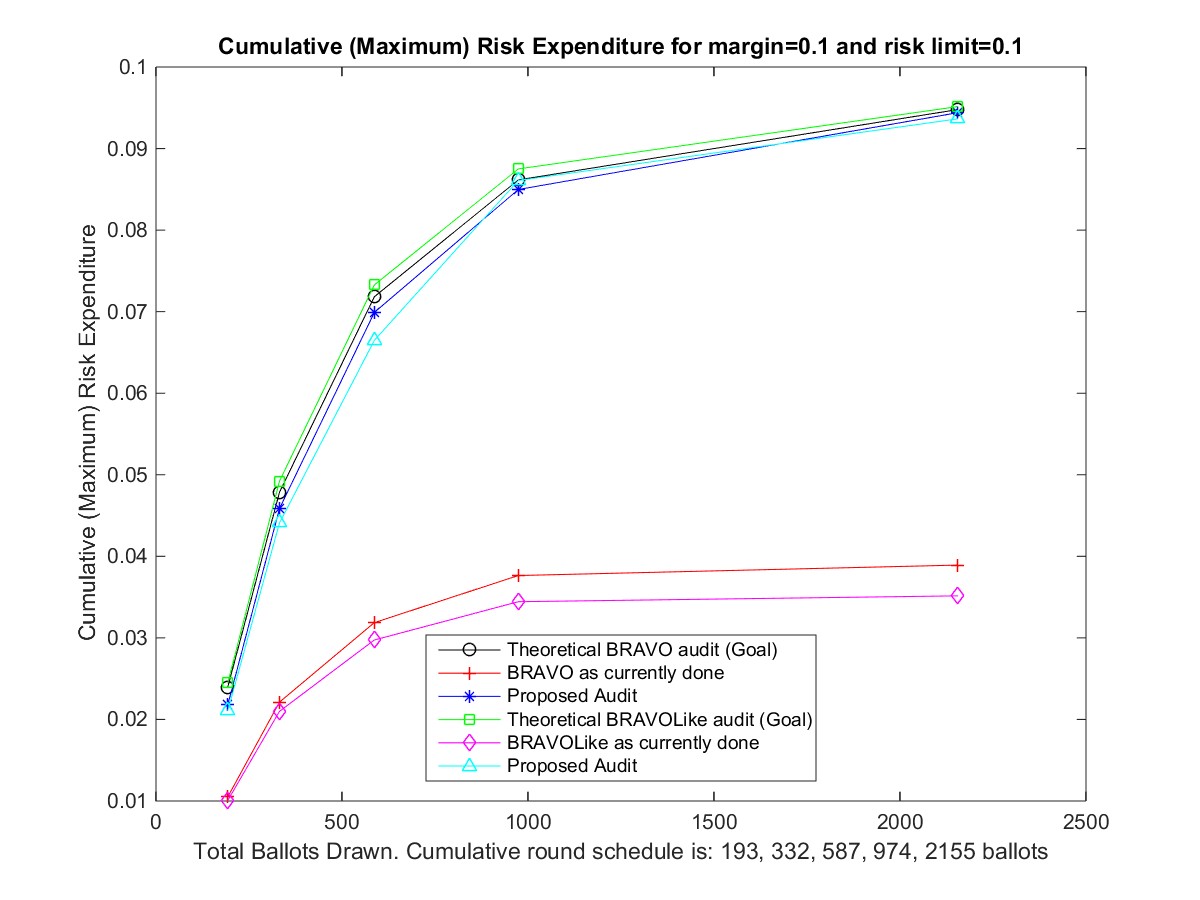 Cumulative (Maximum) Risk Expenditure for margin=0.1 and risk limit=0.1
Cumulative (Maximum) Risk Expenditure
0.1
0.09
0.08
0.07
0.06
0.05
0.04
0.03
0.02
0.01
Theoretical BRAVO audit (Goal)
BRAVO as currently done
Proposed Audit
Theoretical BRAVOLike audit (Goal)
BRAVOLike as currently done
Proposed Audit
0 500 1000 1500 2000 2500
Total Ballots Drawn. Cumulative round schedule is: 193, 332, 587, 974, 2155 ballots